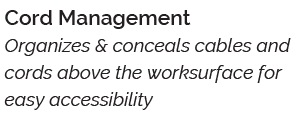 Cord Management
Organizes & conceals cables and
cords above the worksurface for
easy accessibility